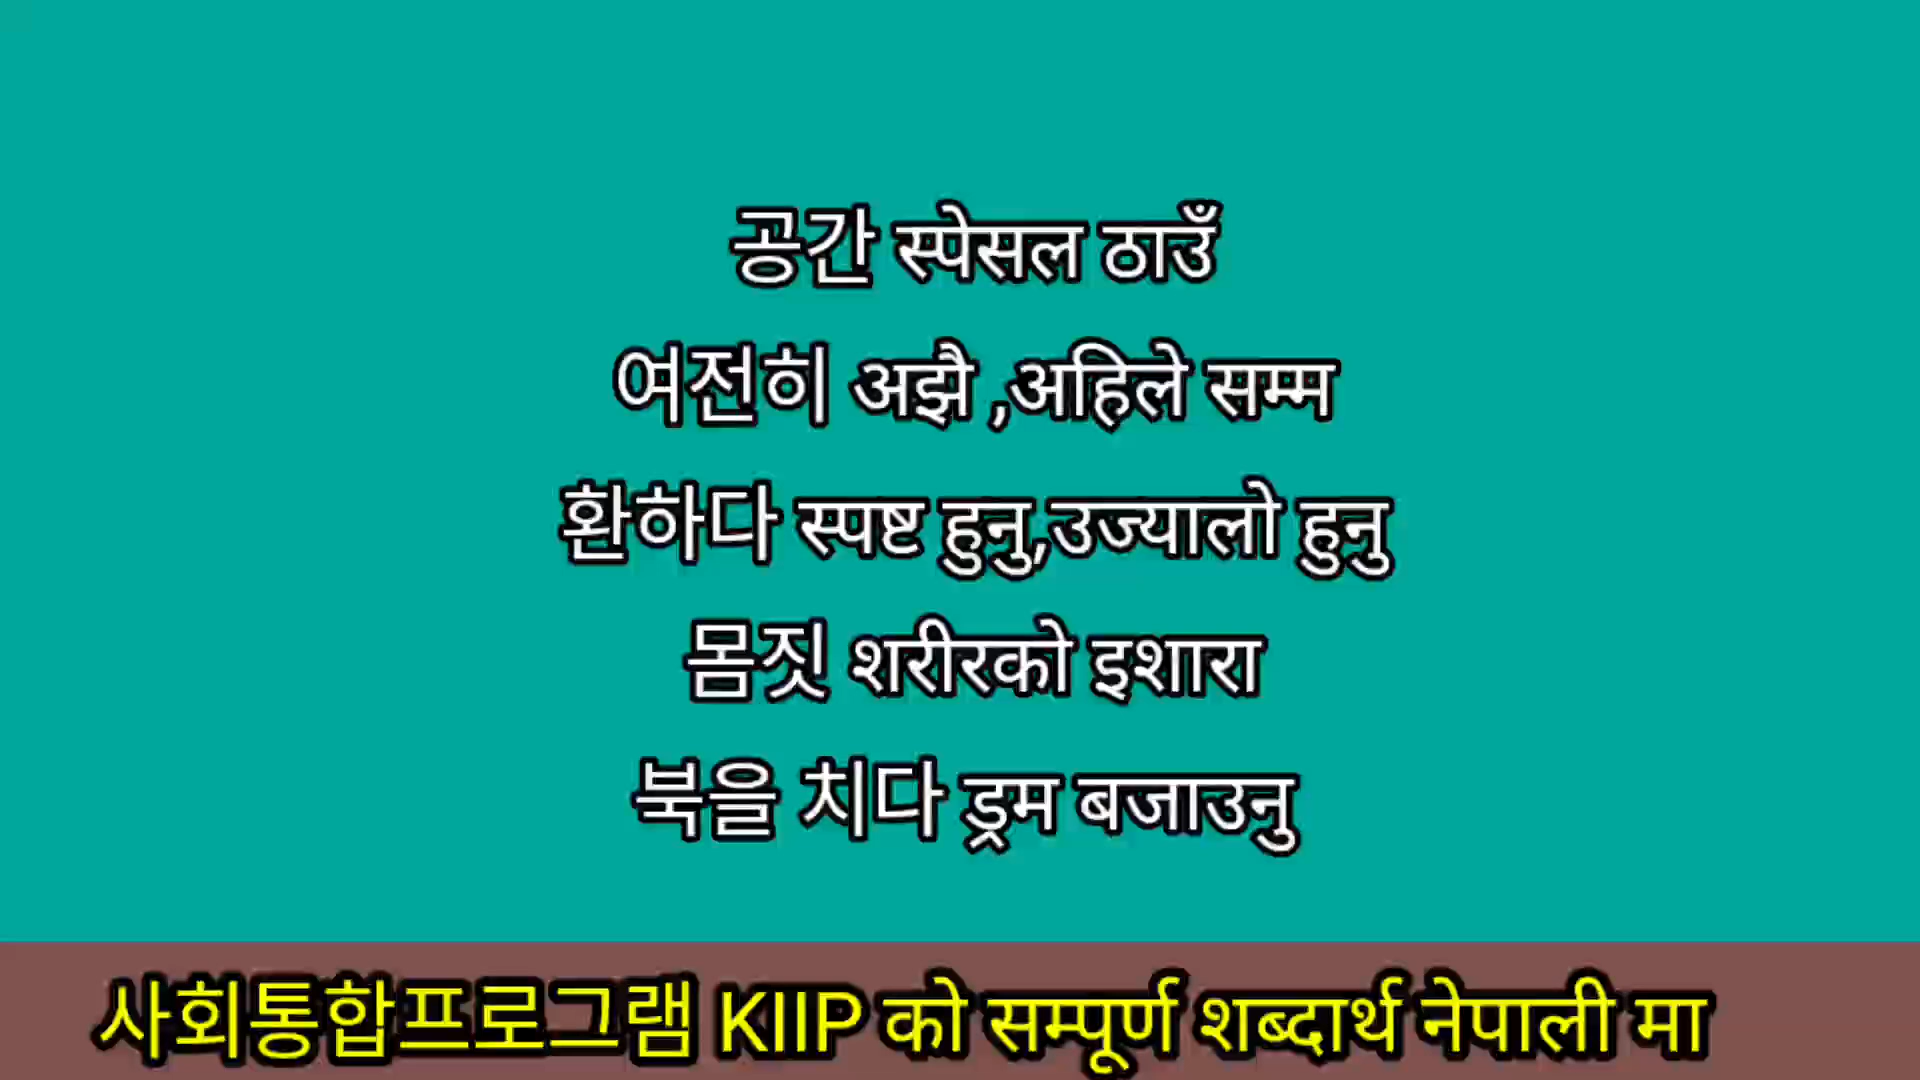 공간 स्पेसल ठाउँ
여전히 अझै ,अहिले सम्म
환하다 स्पष्ट हुनु,उज्यालो हुनु
몸짓 शरीरको इशारा
북을 치다 ड्रम बजाउनु
사회통합프로그램 KIIP को सम्पूर्ण शब्दार्थ नेपाली मा